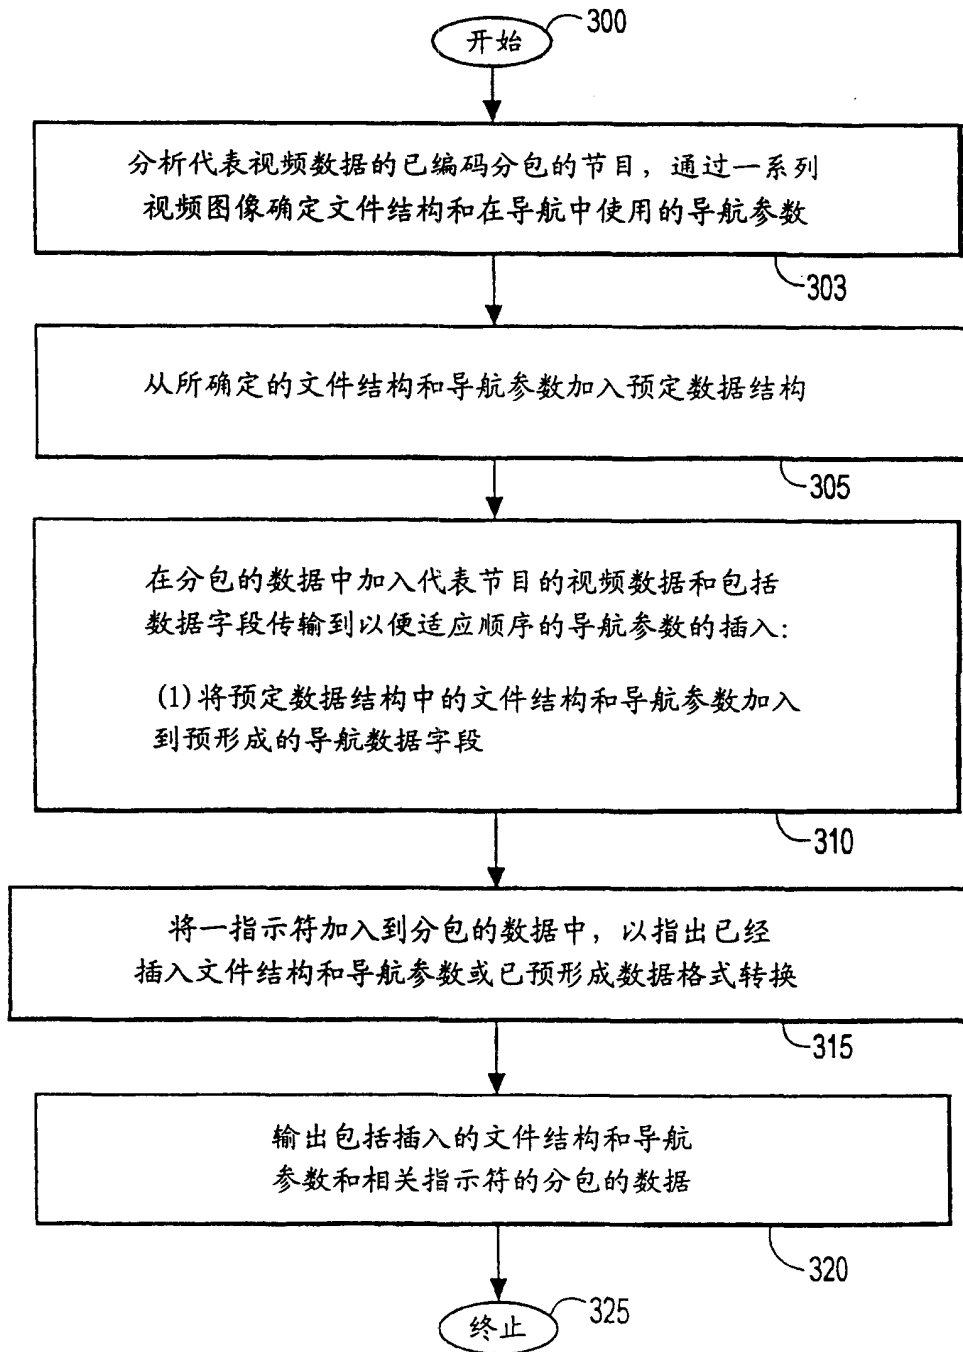 开始
300
分析代表视频数据的已编码分包的节目，通过一系列
视频图像确定文件结构和在导航中使用的导航参数
303
从所确定的文件结构和导航参数加入预定数据结构
305
在分包的数据中加入代表节目的视频数据和包括
数据字段传输到以便适应顺序的导航参数的插入：
(1)将预定数据结构中的文件结构和导航参数加入
到预形成的导航数据字段
310
将一指示符加入到分包的数据中，以指出已经
插入文件结构和导航参数或已预形成数据格式转换
315
输出包括插入的文件结构和导航
参数和相关指示符的分包的数据
320
终止
325